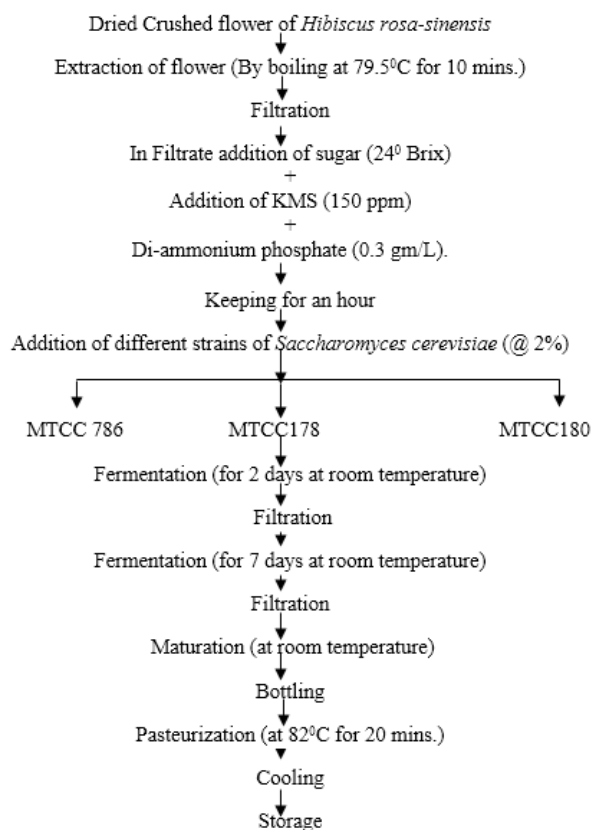 Dried Crushed flower of Hibiscus rosa-sinensis
Extraction of flower (By boiling at 79.5⁰C for 10 mins.)
Filtration
In Filtrate addition of sugar (24⁰ Brix)
+
Addition of KMS (150 ppm)
+
Di-ammonium phosphate (0.3 gm/L).
Keeping for an hour
Addition of different strains of Saccharomyces cerevisiae (@ 2%)
MTCC 786 MTCC178 MTCC180
Fermentation (for 2 days at room temperature)
Filtration
Fermentation (for 7 days at room temperature)
Filtration
Maturation (at room temperature)
Bottling
Pasteurization (at 82⁰C for 20 mins.)
Cooling
Storage